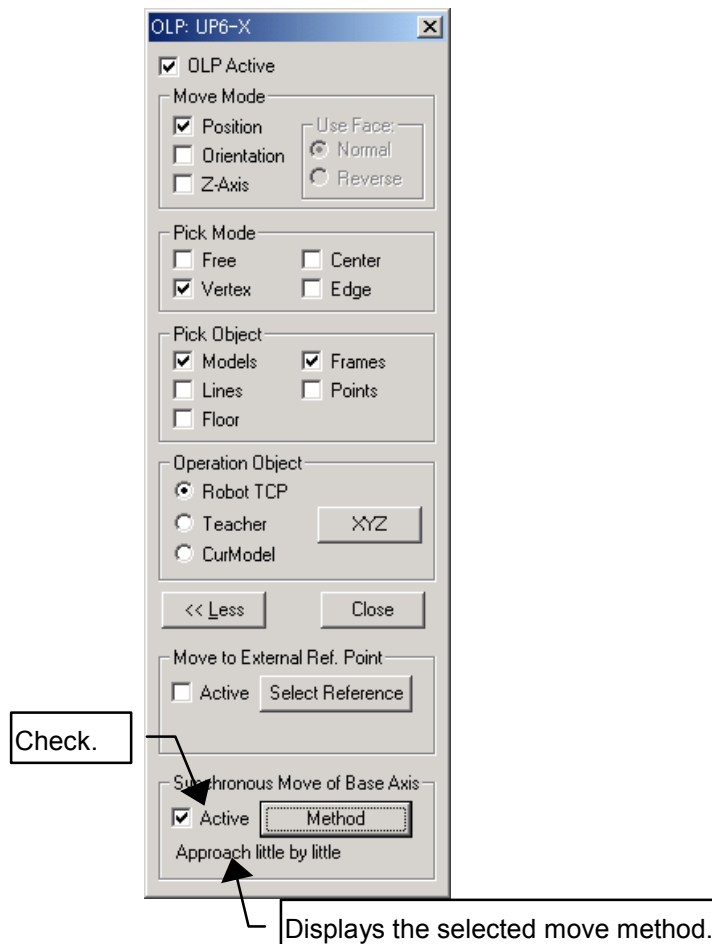 OLP: UP6-X
OLP Active
Move Mode
Position
Orientation
Z-Axis
Use Face:
Normal
Reverse
Pick Mode
Free
Center
Vertex
Edge
Pick Object
Models
Frames
Lines
Points
Floor
Operation Object
Robot TCP
Teacher
XYZ
CurModel
<< Less
Close
Move to External Ref. Point
Active
Select Reference
Check.
Synchronous Move of Base Axis
Active
Method
Approach little by little
Displays the selected move method.